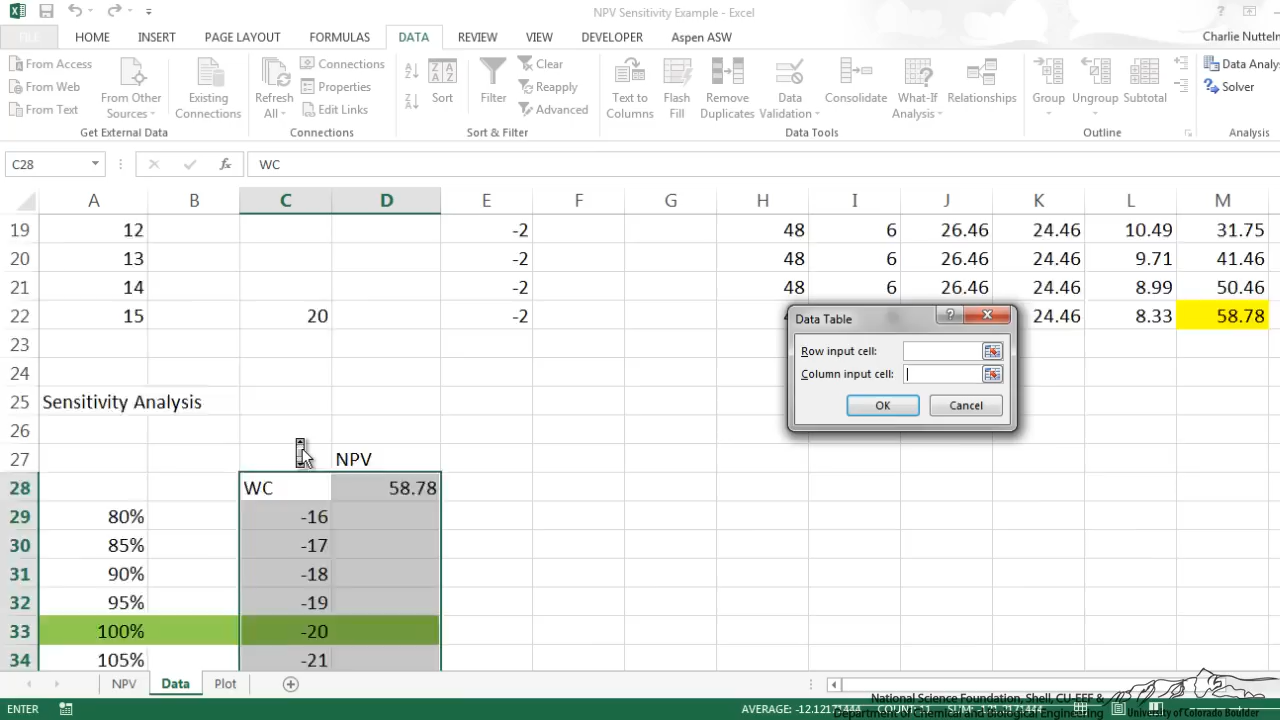 NPV Sensitivity Example - Excel
FILE HOME INSERT PAGE LAYOUT FORMULAS DATA REVIEW VIEW DEVELOPER Aspen ASW Charlie Nutteln
From Access
From Web
From Text
From Other Sources
Existing Connections
Get External Data
Refresh All
Connections
Properties
Edit Links
Connections
Sort
Filter
Clear
Reapply
Advanced
Sort & Filter
Text to Columns
Flash Fill
Remove Duplicates
Data Validation
Consolidate
What-If Analysis
Relationships
Data Tools
Group
Ungroup
Subtotal
Outline
Data Analy
Solver
Analysis
C28 fx WC
A B C D E F G H I J K L M
19 12 -2 48 6 26.46 24.46 10.49 31.75
20 13 -2 48 6 26.46 24.46 9.71 41.46
21 14 -2 48 6 26.46 24.46 8.99 50.46
22 15 20 -2 24.46 8.33 58.78
23
24
25 Sensitivity Analysis
26
27 NPV
28 WC 58.78
29 80% -16
30 85% -17
31 90% -18
32 95% -19
33 100% -20
34 105% -21
Data Table
Row input cell:
Column input cell:
OK Cancel
NPV Data Plot
National Science Foundation, Shell, CU-EEF &
Department of Chemical and Biological Engineering
University of Colorado Boulder
ENTER AVERAGE: -12.12171444